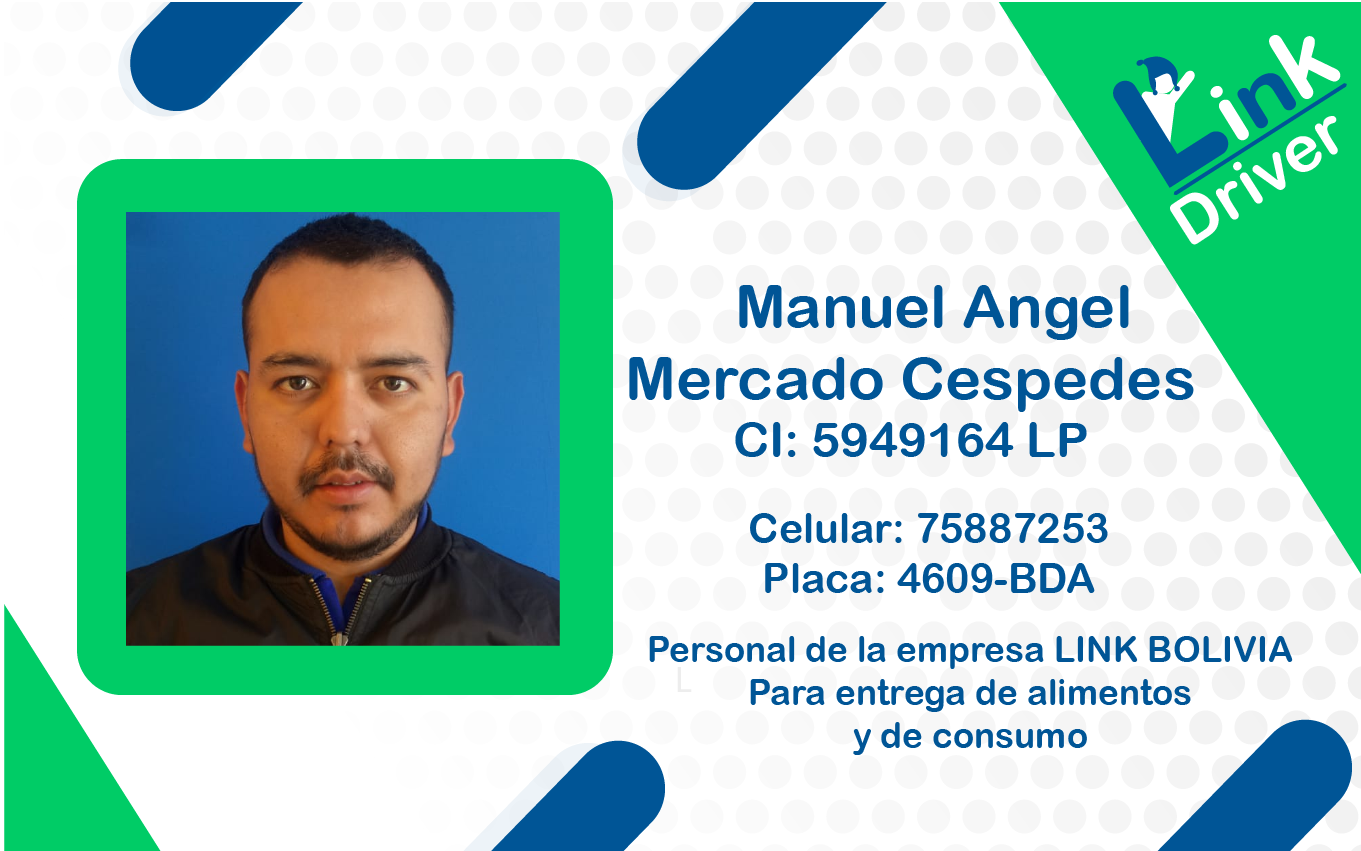 Link
Driver
Manuel Angel
Mercado Cespedes
CI: 5949164 LP
Celular: 75887253
Placa: 4609-BDA
Personal de la empresa LINK BOLIVIA
L
Para entrega de alimentos
y de consumo